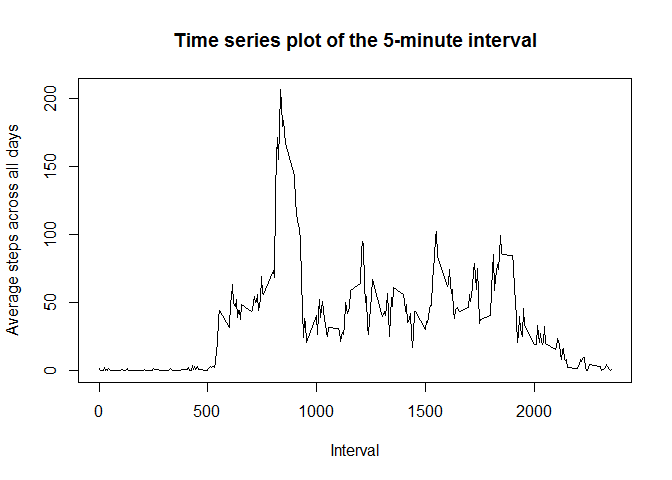 Time series plot of the 5-minute interval
Average steps across all days
200
150
100
50
0
0 500 1000 1500 2000
Interval